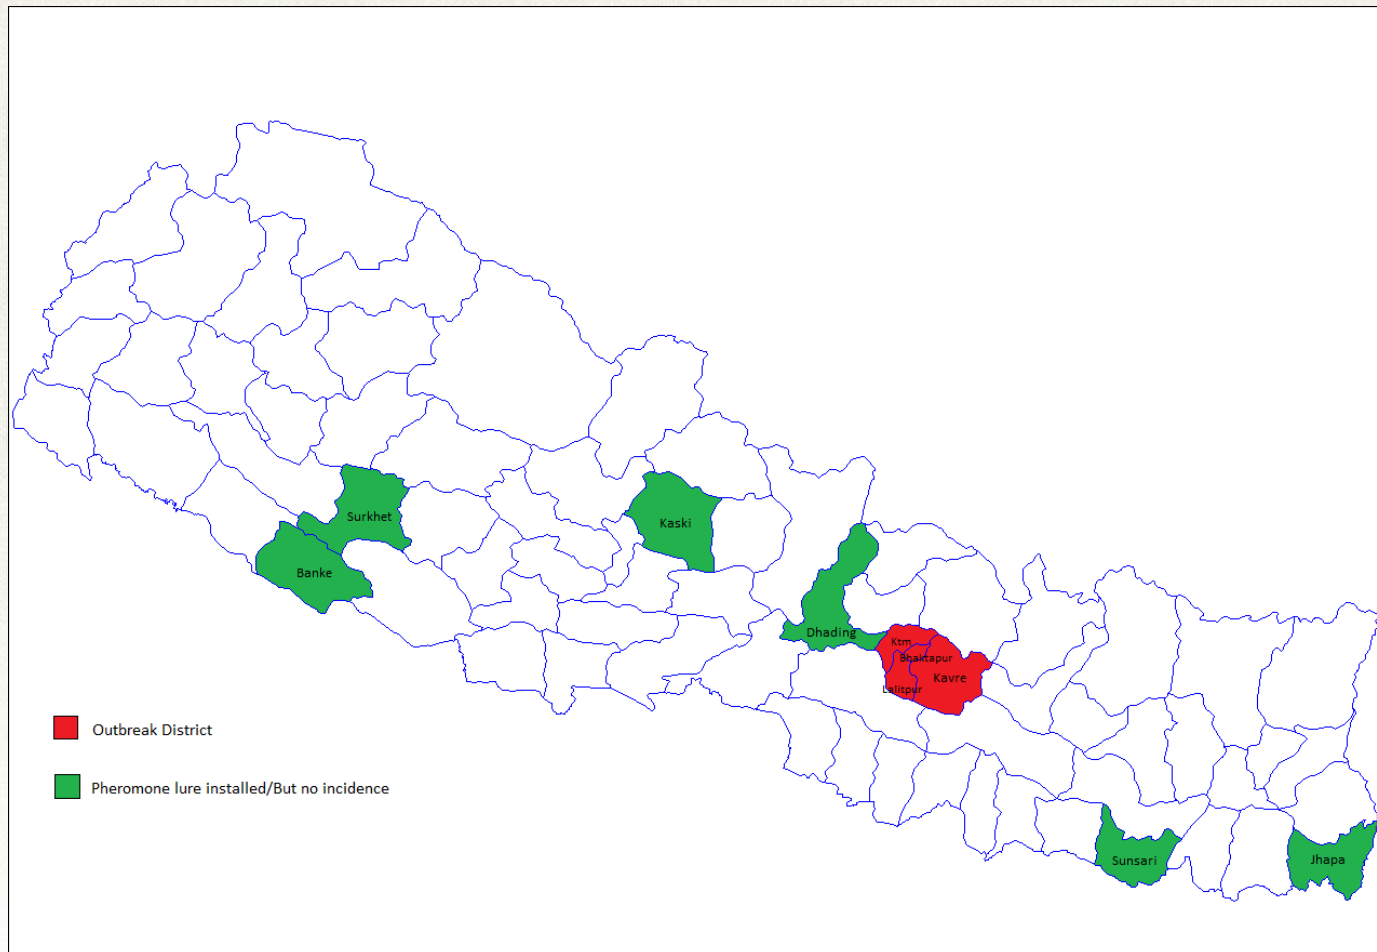 Surkhet
Kaski
Banke
Dhading
Ktm
Bhaktapur
Kavre
Lalitpur
Outbreak District
Pheromone lure installed/But no incidence
Sunsari
Jhapa